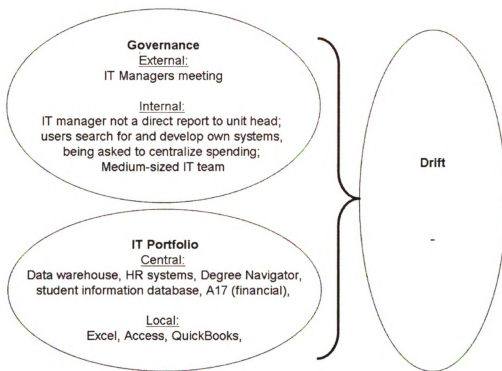 Governance
External:
IT Managers meeting
Internal:
IT manager not a direct report to unit head;
users search for and develop own systems,
being asked to centralize spending;
Medium-sized IT team
IT Portfolio
Central:
Data warehouse, HR systems, Degree Navigator,
student information database, A17 (financial),
Local:
Excel, Access, QuickBooks,
Drift
-